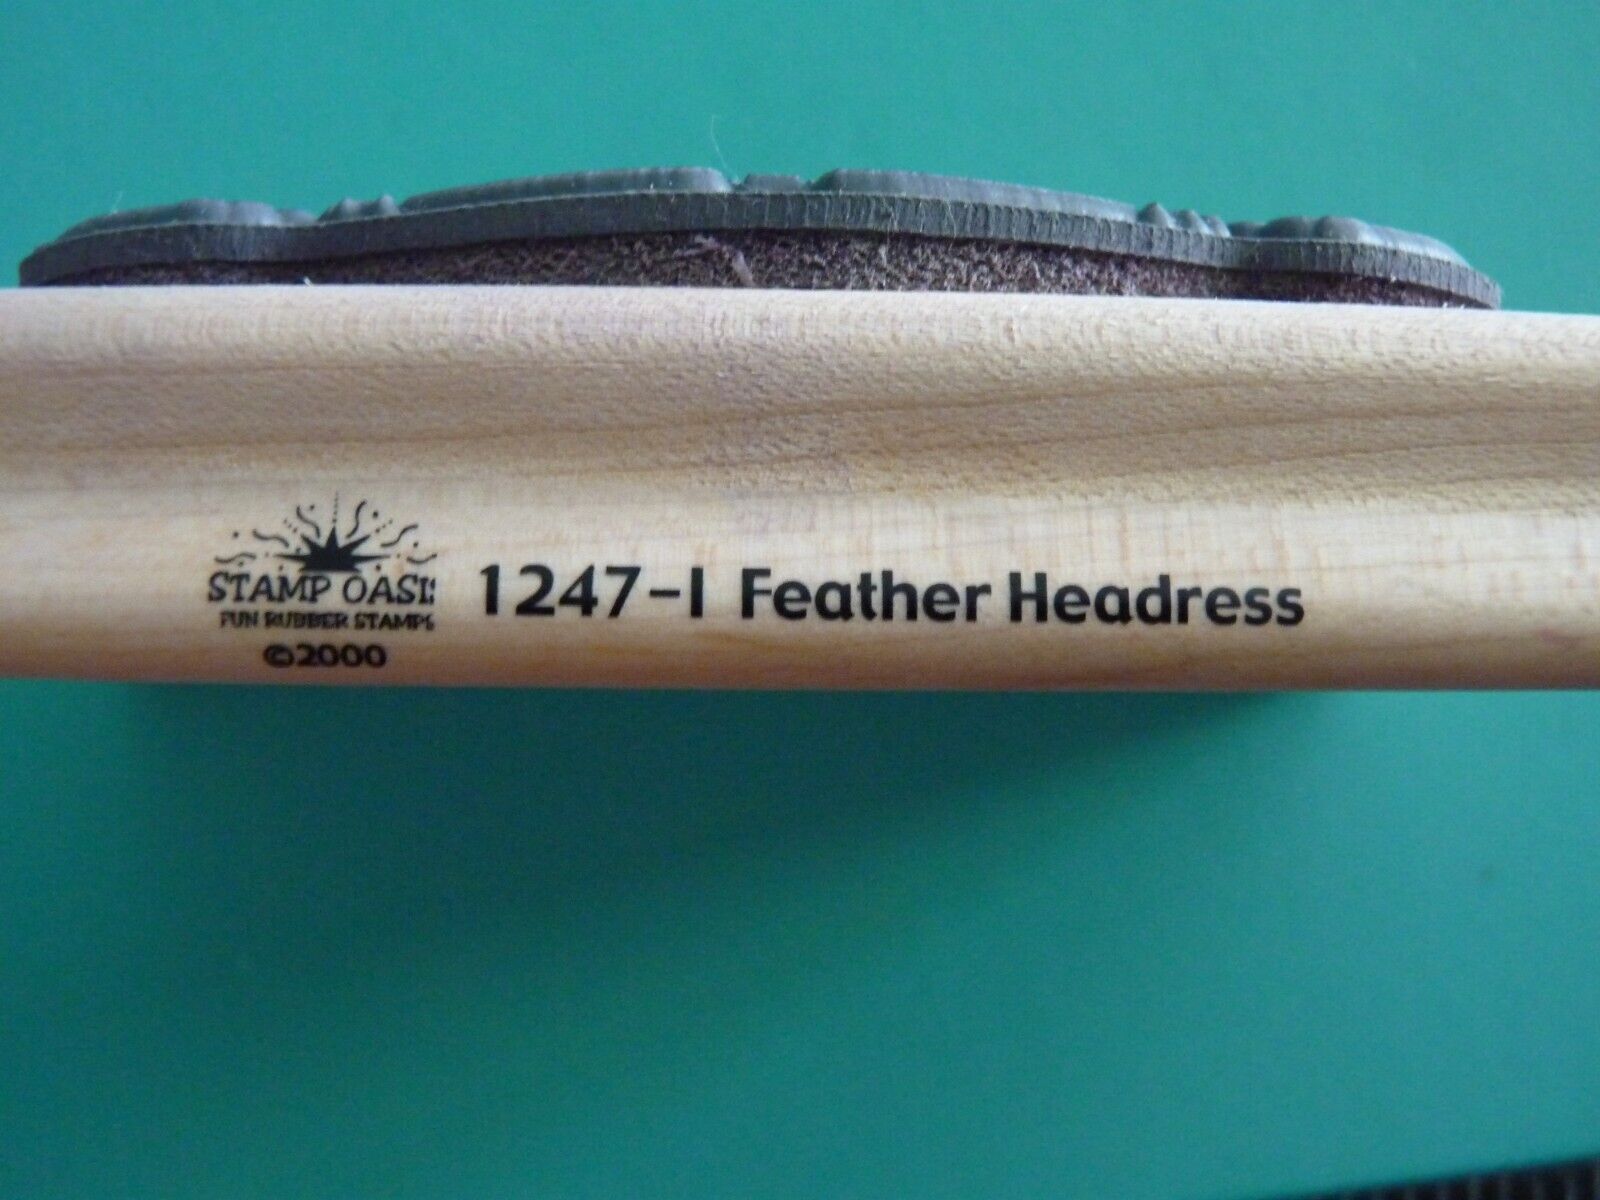 STAMP OASIS
FUN RUBBER STAMPS
©2000
1247-I Feather Headress